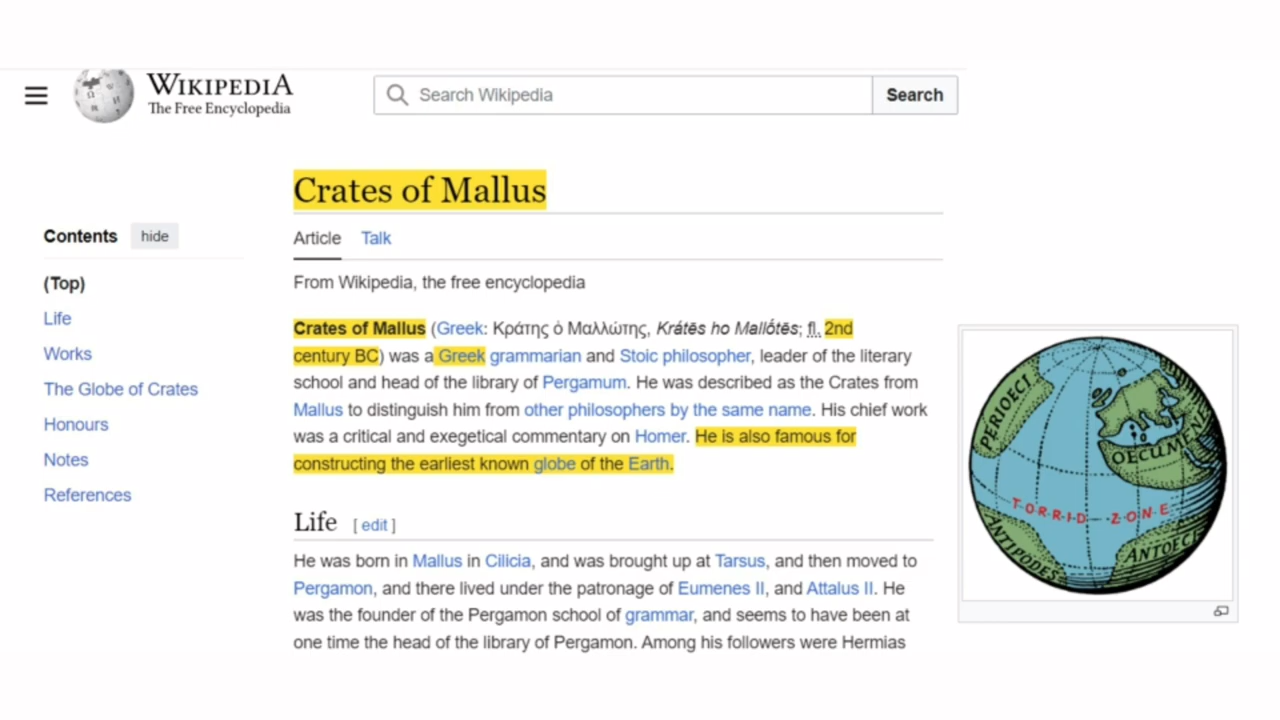 WIKIPEDIA
The Free Encyclopedia
Search Wikipedia
Search
Crates of Mallus
Contents hide
(Top)
Life
Works
The Globe of Crates
Honours
Notes
References
Article Talk
From Wikipedia, the free encyclopedia
Crates of Mallus (Greek: Κράτης ὁ Μαλλώτης, Krátēs ho Mallṓtēs; fl. 2nd
century BC) was a Greek grammarian and Stoic philosopher, leader of the literary
school and head of the library of Pergamum. He was described as the Crates from
Mallus to distinguish him from other philosophers by the same name. His chief work
was a critical and exegetical commentary on Homer. He is also famous for
constructing the earliest known globe of the Earth.
Life [ edit ]
He was born in Mallus in Cilicia, and was brought up at Tarsus, and then moved to
Pergamon, and there lived under the patronage of Eumenes II, and Attalus II. He
was the founder of the Pergamon school of grammar, and seems to have been at
one time the head of the library of Pergamon. Among his followers were Hermias
PERIOECI
OECUMENE
TORRID ZONE
ANTIPODES
ANTOECI